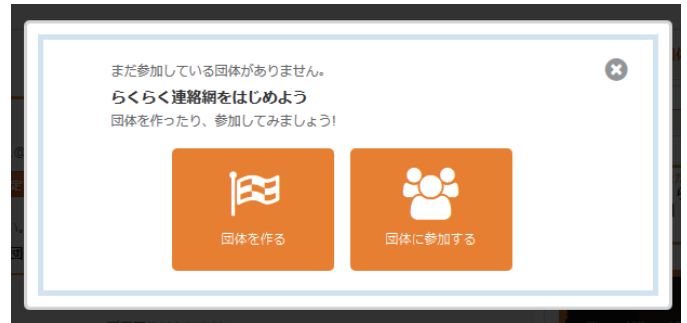 まだ参加している団体がありません。
らくらく連絡網をはじめよう
団体を作ったり、参加してみましょう!
団体を作る
団体に参加する